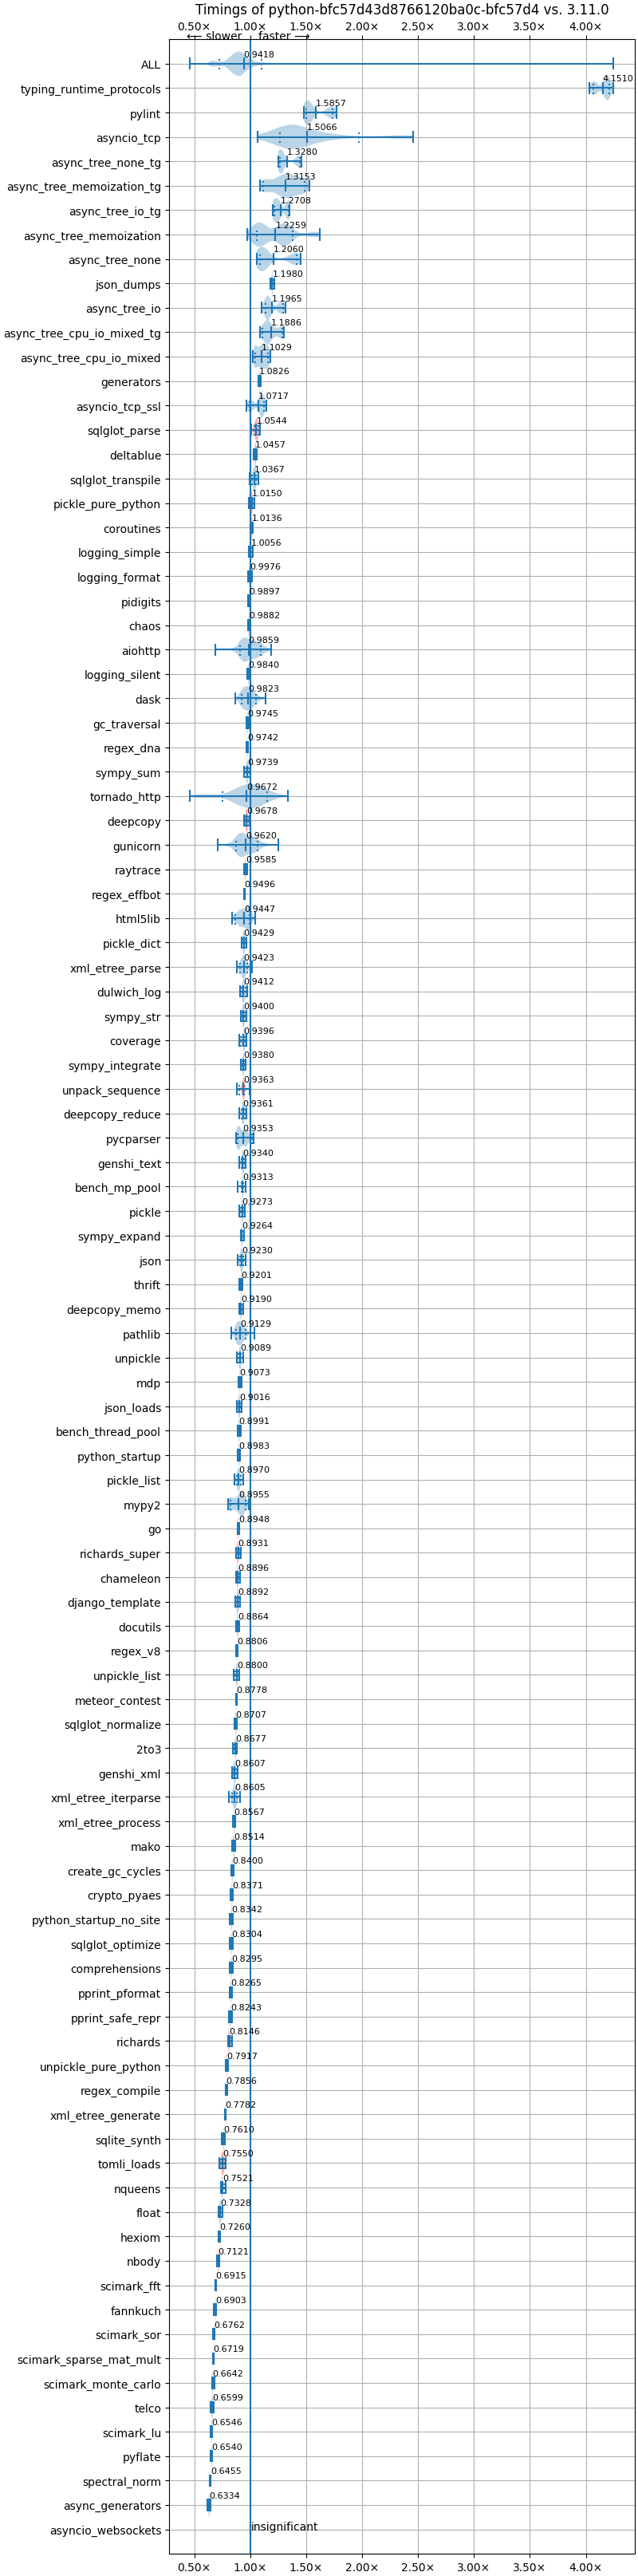 Timings of python-bfc57d43d8766120ba0c-bfc57d4 vs. 3.11.0
0.50× 1.00× 1.50× 2.00× 2.50× 3.00× 3.50× 4.00×
⟵ slower faster ⟶
ALL 0.9418
typing_runtime_protocols 4.1510
pylint 1.5857
asyncio_tcp 1.5066
async_tree_none_tg 1.3280
async_tree_memoization_tg 1.3153
async_tree_io_tg 1.2708
async_tree_memoization 1.2259
async_tree_none 1.2060
json_dumps 1.1980
async_tree_io 1.1965
async_tree_cpu_io_mixed_tg 1.1886
async_tree_cpu_io_mixed 1.1029
generators 1.0826
asyncio_tcp_ssl 1.0717
sqlglot_parse 1.0544
deltablue 1.0457
sqlglot_transpile 1.0367
pickle_pure_python 1.0150
coroutines 1.0136
logging_simple 1.0056
logging_format 0.9976
pidigits 0.9897
chaos 0.9882
aiohttp 0.9859
logging_silent 0.9840
dask 0.9823
gc_traversal 0.9745
regex_dna 0.9742
sympy_sum 0.9739
tornado_http 0.9672
deepcopy 0.9678
gunicorn 0.9620
raytrace 0.9585
regex_effbot 0.9496
html5lib 0.9447
pickle_dict 0.9429
xml_etree_parse 0.9423
dulwich_log 0.9412
sympy_str 0.9400
coverage 0.9396
sympy_integrate 0.9380
unpack_sequence 0.9363
deepcopy_reduce 0.9361
pycparser 0.9353
genshi_text 0.9340
bench_mp_pool 0.9313
pickle 0.9273
sympy_expand 0.9264
json 0.9230
thrift 0.9201
deepcopy_memo 0.9190
pathlib 0.9129
unpickle 0.9089
mdp 0.9073
json_loads 0.9016
bench_thread_pool 0.8991
python_startup 0.8983
pickle_list 0.8970
mypy2 0.8955
go 0.8948
richards_super 0.8931
chameleon 0.8896
django_template 0.8892
docutils 0.8864
regex_v8 0.8806
unpickle_list 0.8800
meteor_contest 0.8778
sqlglot_normalize 0.8707
2to3 0.8677
genshi_xml 0.8607
xml_etree_iterparse 0.8605
xml_etree_process 0.8567
mako 0.8514
create_gc_cycles 0.8400
crypto_pyaes 0.8371
python_startup_no_site 0.8342
sqlglot_optimize 0.8304
comprehensions 0.8295
pprint_pformat 0.8265
pprint_safe_repr 0.8243
richards 0.8146
unpickle_pure_python 0.7917
regex_compile 0.7856
xml_etree_generate 0.7782
sqlite_synth 0.7610
tomli_loads 0.7550
nqueens 0.7521
float 0.7328
hexiom 0.7260
nbody 0.7121
scimark_fft 0.6915
fannkuch 0.6903
scimark_sor 0.6762
scimark_sparse_mat_mult 0.6719
scimark_monte_carlo 0.6642
telco 0.6599
scimark_lu 0.6546
pyflate 0.6540
spectral_norm 0.6455
async_generators 0.6334
asyncio_websockets insignificant
0.50× 1.00× 1.50× 2.00× 2.50× 3.00× 3.50× 4.00×